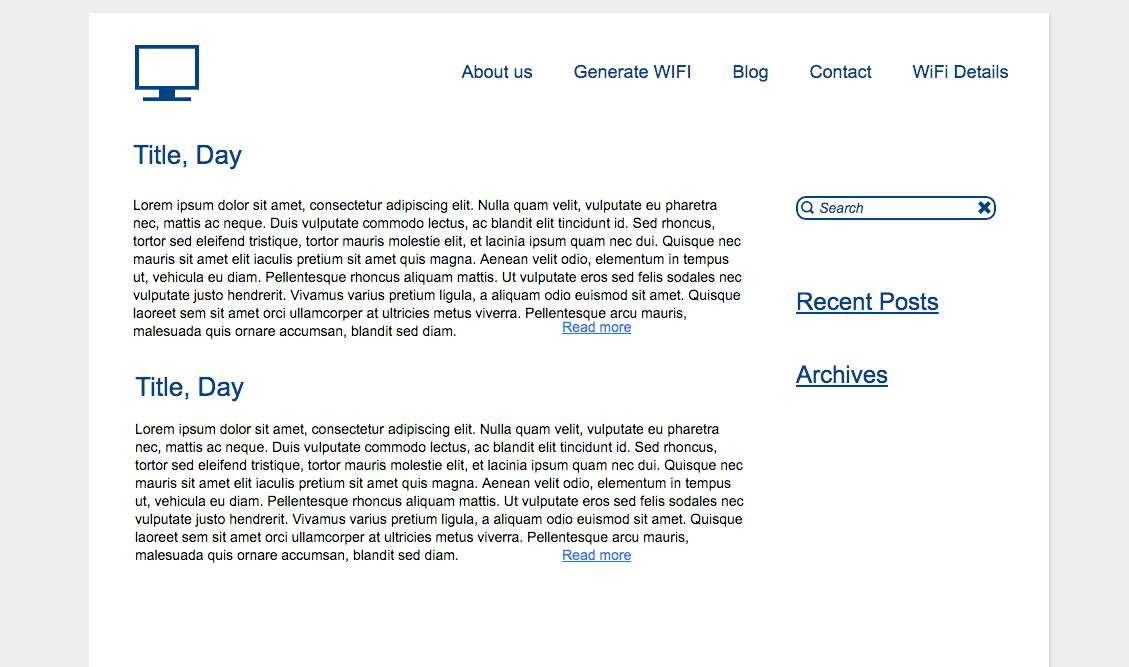 About us Generate WIFI Blog Contact WiFi Details
Title, Day
Lorem ipsum dolor sit amet, consectetur adipiscing elit. Nulla quam velit, vulputate eu pharetra
nec, mattis ac neque. Duis vulputate commodo lectus, ac blandit elit tincidunt id. Sed rhoncus,
tortor sed eleifend tristique, tortor mauris molestie elit, et lacinia ipsum quam nec dui. Quisque nec
mauris sit amet elit iaculis pretium sit amet quis magna. Aenean velit odio, elementum in tempus
ut, vehicula eu diam. Pellentesque rhoncus aliquam mattis. Ut vulputate eros sed felis sodales nec
vulputate justo hendrerit. Vivamus varius pretium ligula, a aliquam odio euismod sit amet. Quisque
laoreet sem sit amet orci ullamcorper at ultricies metus viverra. Pellentesque arcu mauris,
malesuada quis ornare accumsan, blandit sed diam. Read more
Title, Day
Lorem ipsum dolor sit amet, consectetur adipiscing elit. Nulla quam velit, vulputate eu pharetra
nec, mattis ac neque. Duis vulputate commodo lectus, ac blandit elit tincidunt id. Sed rhoncus,
tortor sed eleifend tristique, tortor mauris molestie elit, et lacinia ipsum quam nec dui. Quisque nec
mauris sit amet elit iaculis pretium sit amet quis magna. Aenean velit odio, elementum in tempus
ut, vehicula eu diam. Pellentesque rhoncus aliquam mattis. Ut vulputate eros sed felis sodales nec
vulputate justo hendrerit. Vivamus varius pretium ligula, a aliquam odio euismod sit amet. Quisque
laoreet sem sit amet orci ullamcorper at ultricies metus viverra. Pellentesque arcu mauris,
malesuada quis ornare accumsan, blandit sed diam. Read more
Search
Recent Posts
Archives